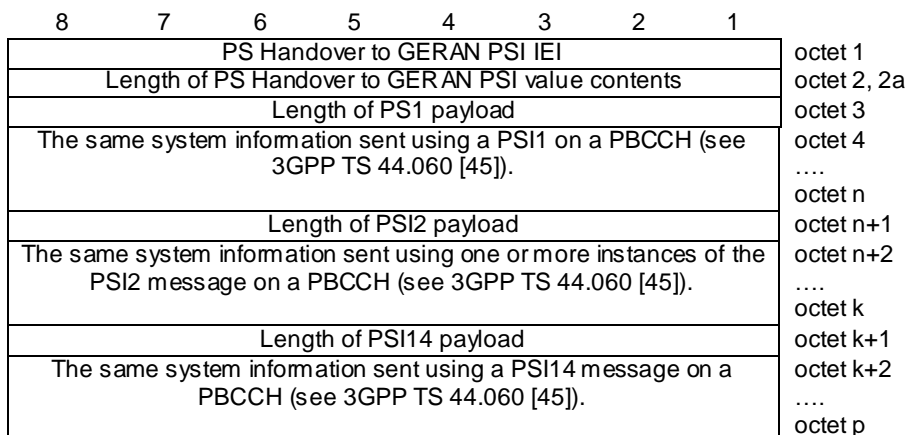 8 7 6 5 4 3 2 1
PS Handover to GERAN PSI IEI octet 1
Length of PS Handover to GERAN PSI value contents octet 2, 2a
Length of PS1 payload octet 3
The same system information sent using a PSI1 on a PBCCH (see octet 4
3GPP TS 44.060 [45]). ….
octet n
Length of PSI2 payload octet n+1
The same system information sent using one or more instances of the octet n+2
PSI2 message on a PBCCH (see 3GPP TS 44.060 [45]). ….
octet k
Length of PSI14 payload octet k+1
The same system information sent using a PSI14 message on a octet k+2
PBCCH (see 3GPP TS 44.060 [45]). ….
octet p